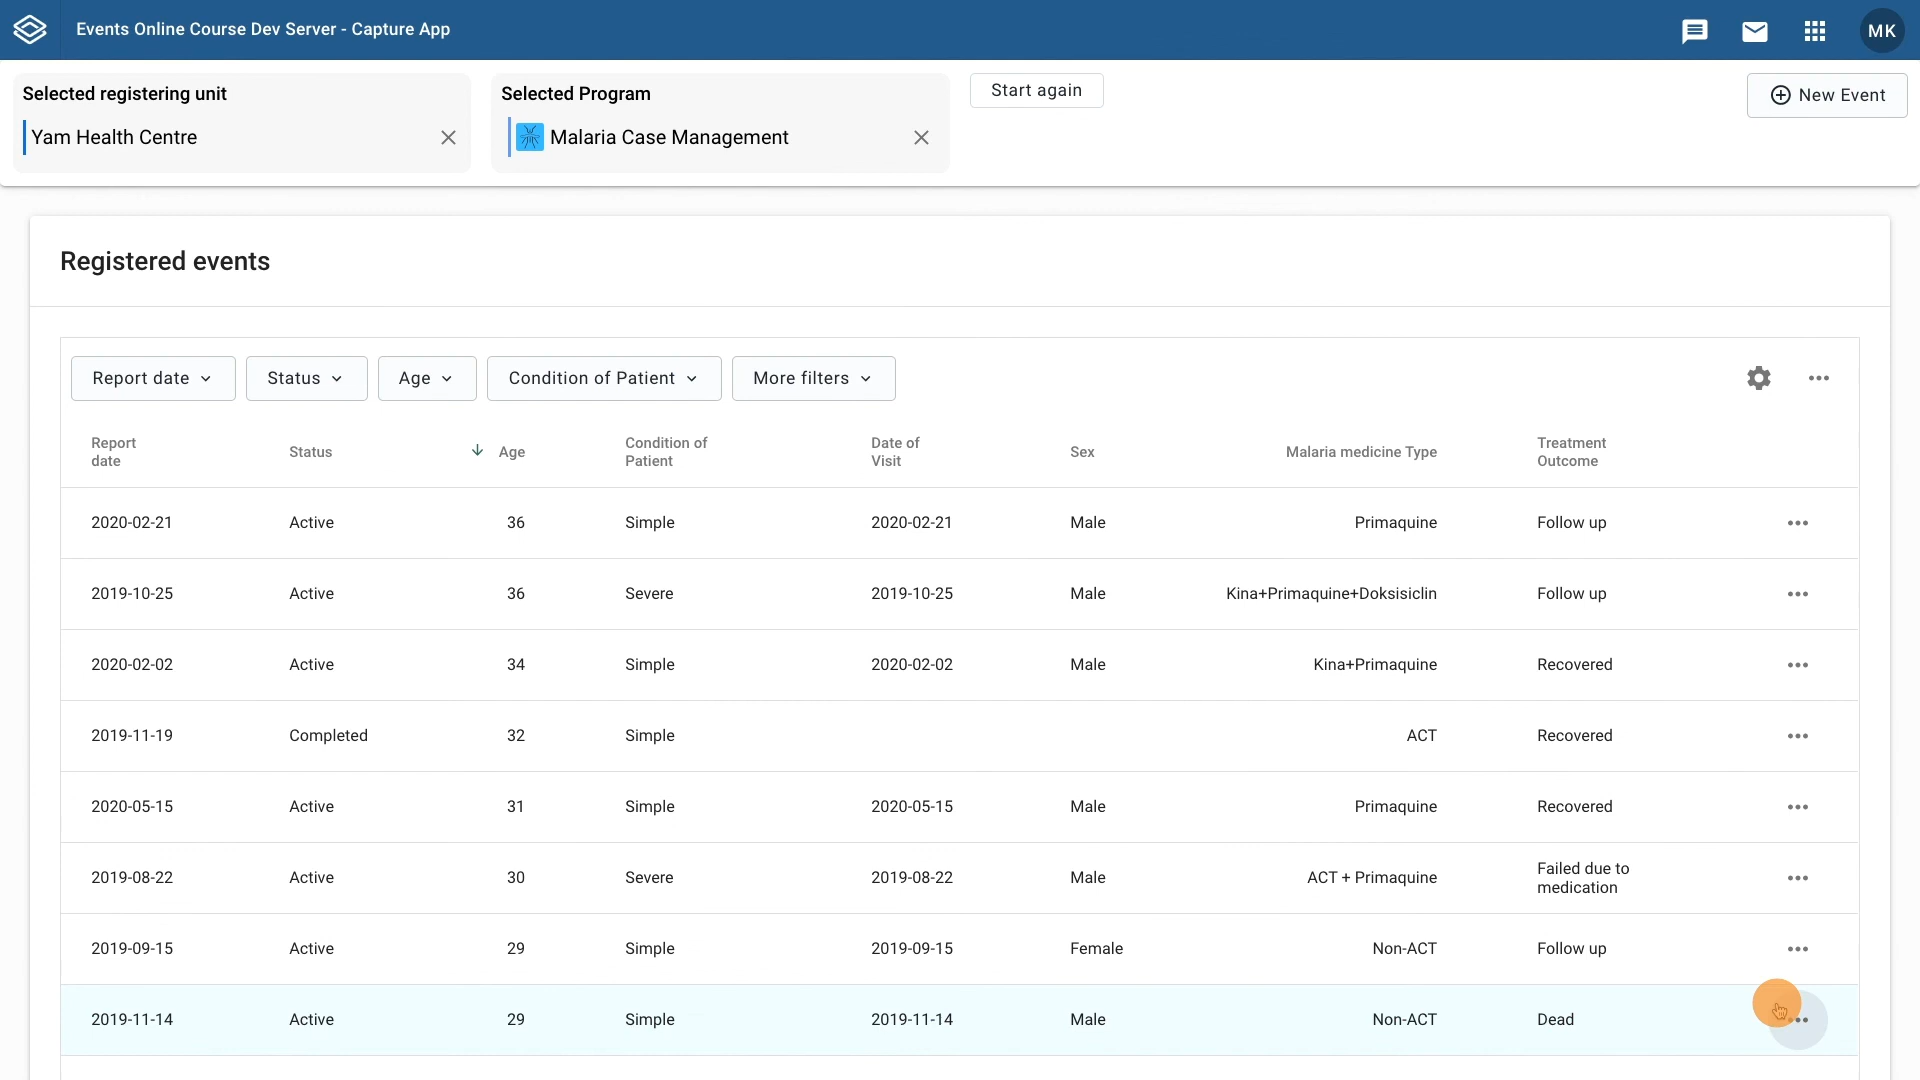 Events Online Course Dev Server - Capture App
MK
Selected registering unit
Yam Health Centre
Selected Program
Malaria Case Management
Start again
New Event
Registered events
Report date
Status
Age
Condition of Patient
More filters
Report date
Status
Age
Condition of Patient
Date of Visit
Sex
Malaria medicine Type
Treatment Outcome
2020-02-21 Active 36 Simple 2020-02-21 Male Primaquine Follow up
2019-10-25 Active 36 Severe 2019-10-25 Male Kina+Primaquine+Doksisiclin Follow up
2020-02-02 Active 34 Simple 2020-02-02 Male Kina+Primaquine Recovered
2019-11-19 Completed 32 Simple ACT Recovered
2020-05-15 Active 31 Simple 2020-05-15 Male Primaquine Recovered
2019-08-22 Active 30 Severe 2019-08-22 Male ACT + Primaquine Failed due to medication
2019-09-15 Active 29 Simple 2019-09-15 Female Non-ACT Follow up
2019-11-14 Active 29 Simple 2019-11-14 Male Non-ACT Dead